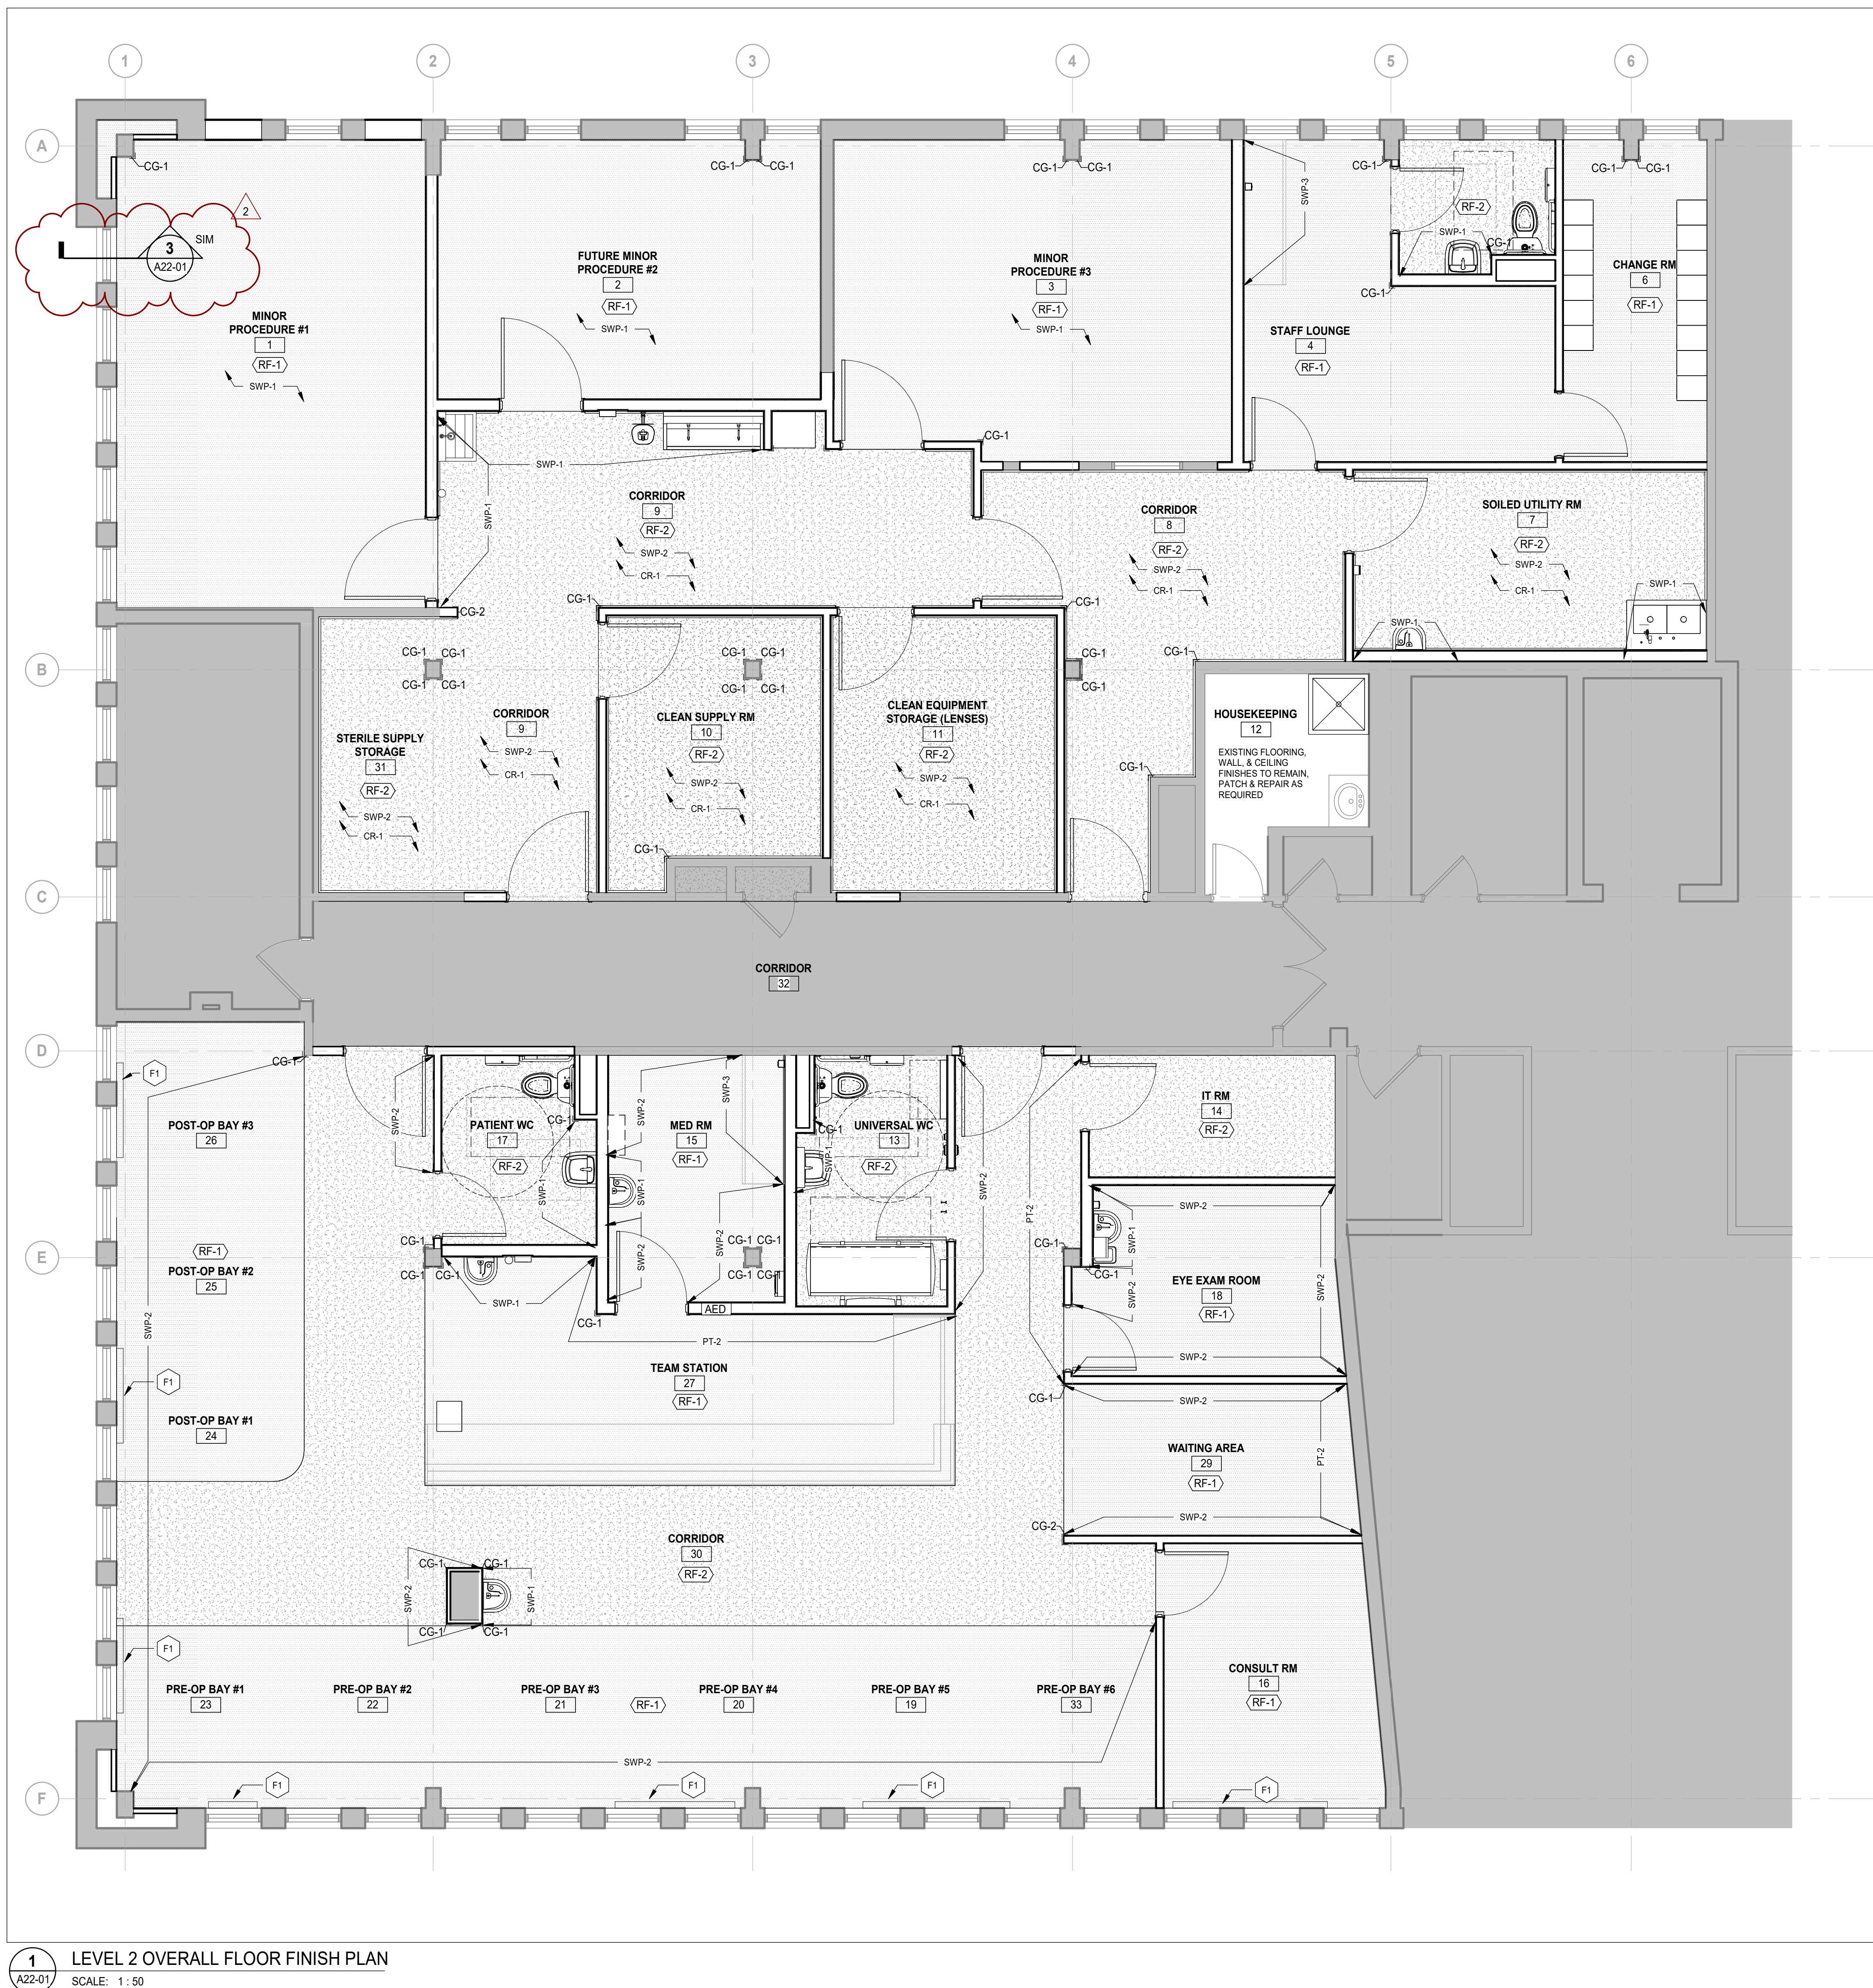 1
2
3
4
5
6
A
CG-1
CG-1
CG-1
CG-1
CG-1
CG-1
CG-1
CG-1
SWP-3
2
SIM
3
A22-01
RF-2
SWP-1
CG-1
CG-1
FUTURE MINOR
PROCEDURE #2
2
RF-1
SWP-1
MINOR
PROCEDURE #3
3
RF-1
SWP-1
CHANGE RM
6
RF-1
MINOR
PROCEDURE #1
1
RF-1
SWP-1
STAFF LOUNGE
4
RF-1
CG-1
SWP-1
SWP-1
CORRIDOR
9
RF-2
SWP-2
CR-1
CORRIDOR
8
RF-2
SWP-2
CR-1
SOILED UTILITY RM
7
RF-2
SWP-2
CR-1
SWP-1
SWP-1
CG-2
CG-1
CG-1
B
CG-1
CG-1
CG-1
CG-1
CG-1
CG-1
CG-1
CG-1
CG-1
CG-1
CG-1
STERILE SUPPLY
STORAGE
31
RF-2
SWP-2
CR-1
CORRIDOR
9
SWP-2
CR-1
CLEAN SUPPLY RM
10
RF-2
SWP-2
CR-1
CG-1
CLEAN EQUIPMENT
STORAGE (LENSES)
11
RF-2
SWP-2
CR-1
CG-1
HOUSEKEEPING
12
EXISTING FLOORING,
WALL, & CEILING
FINISHES TO REMAIN,
PATCH & REPAIR AS
REQUIRED
C
CORRIDOR
32
D
CG-1
F1
POST-OP BAY #3
26
SWP-2
PATIENT WC
17
RF-2
CG-1
SWP-1
SWP-2
SWP-3
MED RM
15
RF-1
SWP-1
SWP-2
SWP-2
CG-1
UNIVERSAL WC
13
RF-2
SWP-1
SWP-2
PT-2
IT RM
14
RF-2
E
RF-1
POST-OP BAY #2
25
SWP-2
CG-1
CG-1
CG-1
SWP-1
CG-1
CG-1
CG-1
CG-1
CG-1
AED
PT-2
CG-1
CG-1
SWP-2
SWP-1
SWP-2
SWP-2
EYE EXAM ROOM
18
RF-1
SWP-2
F1
POST-OP BAY #1
24
TEAM STATION
27
RF-1
CG-1
SWP-2
WAITING AREA
29
RF-1
PT-2
SWP-2
CG-2
CORRIDOR
30
RF-2
CG-1
CG-1
SWP-2
SWP-1
CG-1
CG-1
F1
PRE-OP BAY #1
23
PRE-OP BAY #2
22
PRE-OP BAY #3
21
RF-1
PRE-OP BAY #4
20
PRE-OP BAY #5
19
PRE-OP BAY #6
33
CONSULT RM
16
RF-1
SWP-2
F
F1
F1
F1
F1
1
A22-01
LEVEL 2 OVERALL FLOOR FINISH PLAN
SCALE: 1 : 50